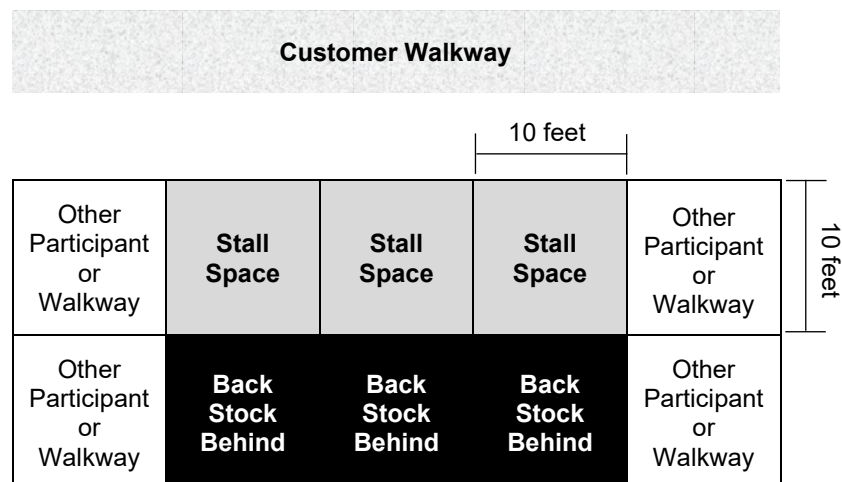 Customer Walkway
10 feet
10 feet
Other
Participant
or
Walkway
Stall
Space
Stall
Space
Stall
Space
Other
Participant
or
Walkway
Other
Participant
or
Walkway
Back
Stock
Behind
Back
Stock
Behind
Back
Stock
Behind
Other
Participant
or
Walkway